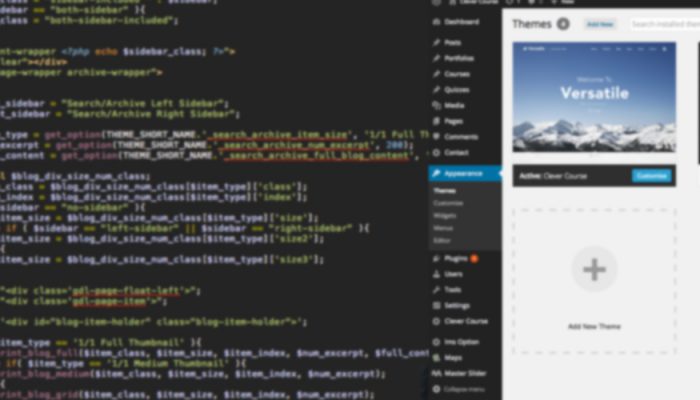 class = "both-sidebar-included";
debar == "both-sidebar" ){
class = "both-sidebar-included";
nt-wrapper <?php echo $sidebar_class; ?>">
lear"></div>
age-wrapper archive-wrapper">
_sidebar = "Search/Archive Left Sidebar";
t_sidebar = "Search/Archive Right Sidebar";
_type = get_option(THEME_SHORT_NAME.'_search_archive_item_size', '1/1 Full Th
excerpt = get_option(THEME_SHORT_NAME.'_search_archive_num_excerpt', 200);
_content = get_option(THEME_SHORT_NAME.'_search_archive_full_blog_content',
l $blog_div_size_num_class;
_class = $blog_div_size_num_class[$item_type]['class'];
_index = $blog_div_size_num_class[$item_type]['index'];
sidebar == "no-sidebar" ){
item_size = $blog_div_size_num_class[$item_type]['size'];
if ( $sidebar == "left-sidebar" || $sidebar == "right-sidebar" ){
item_size = $blog_div_size_num_class[$item_type]['size2'];
{
item_size = $blog_div_size_num_class[$item_type]['size3'];
"<div class='gdl-page-float-left'>";
"<div class='gdl-page-item'>";
'<div id="blog-item-holder" class="blog-item-holder">';
item_type == '1/1 Full Thumbnail' ){
rint_blog_full($item_class, $item_size, $item_index, $num_excerpt, $full_cont
if( $item_type == '1/1 Medium Thumbnail' ){
rint_blog_medium($item_class, $item_size, $item_index, $num_excerpt);
{
rint_blog_grid($item_class, $item_size, $item_index, $num_excerpt);
Clever Course
New
Dashboard
Posts
Portfolios
Courses
Quizzes
Media
Pages
Comments
Contact
Appearance
Themes
Customize
Widgets
Menus
Editor
Plugins
Users
Tools
Settings
Clever Course
Ims Option
Maps
Master Slider
Collapse menu
Themes
Add New
Search installed them
Versatile
Welcome To
Versatile
Active: Clever Course
Customize
Add New Theme